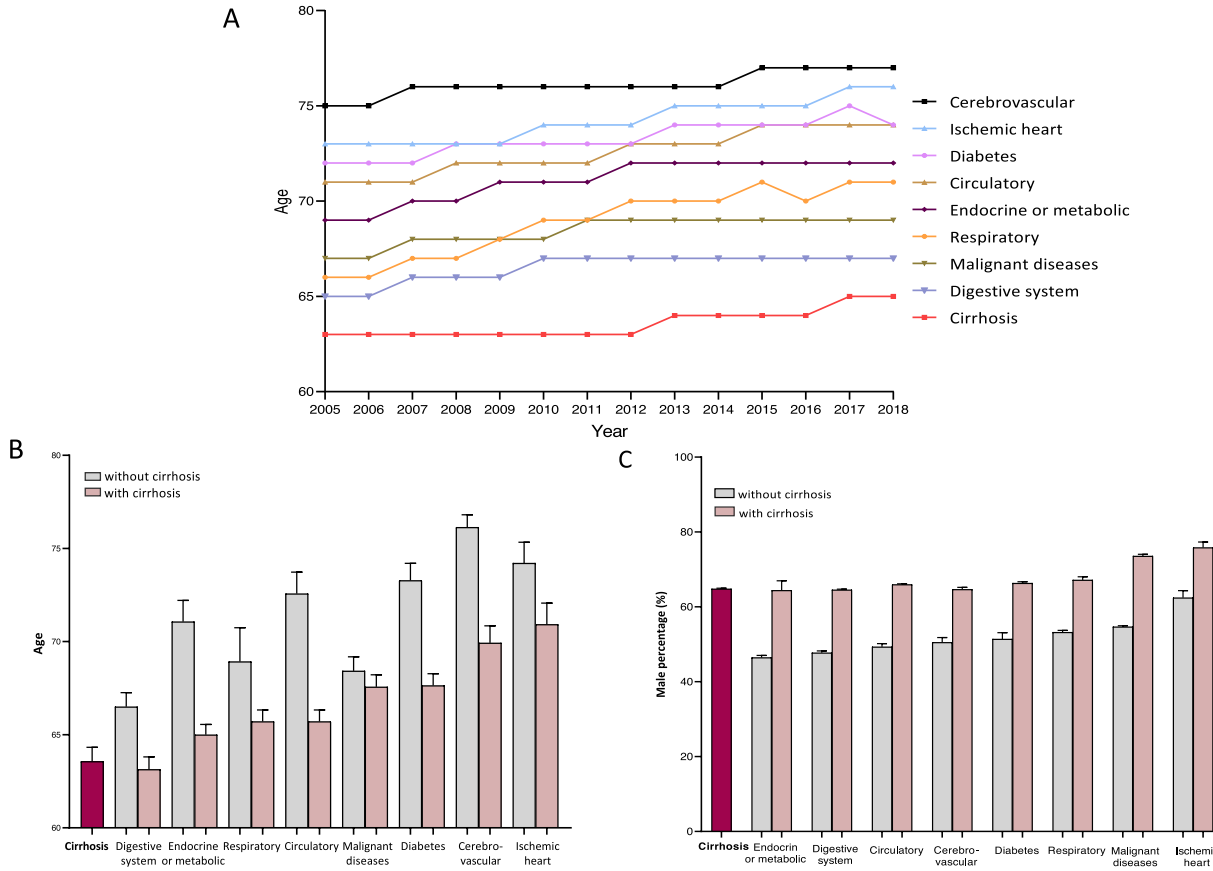 A
80
75
70
65
60
Age
2005 2006 2007 2008 2009 2010 2011 2012 2013 2014 2015 2016 2017 2018
Year
Cerebrovascular
Ischemic heart
Diabetes
Circulatory
Endocrine or metabolic
Respiratory
Malignant diseases
Digestive system
Cirrhosis
B
80
75
70
65
60
Age
without cirrhosis
with cirrhosis
Cirrhosis Digestive Endocrine Respiratory Circulatory Malignant Diabetes Cerebro- Ischemic
system or metabolic diseases vascular heart
C
100
80
60
40
20
0
Male percentage (%)
without cirrhosis
with cirrhosis
Cirrhosis Endocrin Digestive Circulatory Cerebro- Diabetes Respiratory Malignant Ischemi
or metabolic system vascular diseases heart